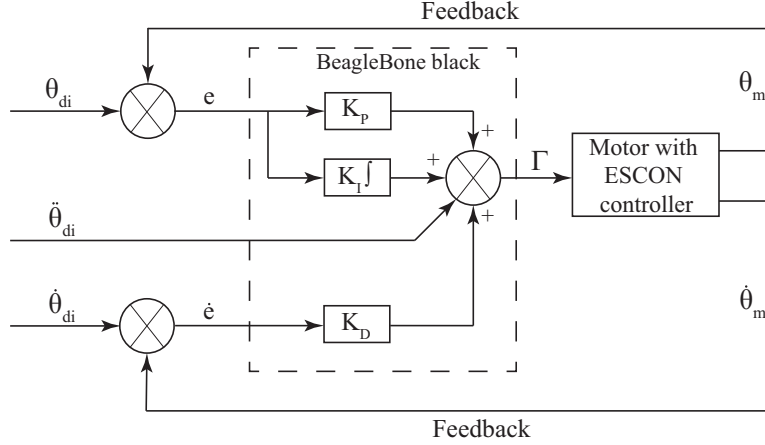 Feedback
BeagleBone black
θdi
e
KP
+
θm
+
KI ∫
Γ
Motor with
ESCON
controller
θ̈di
+
θ̇di
ė
KD
θ̇m
Feedback